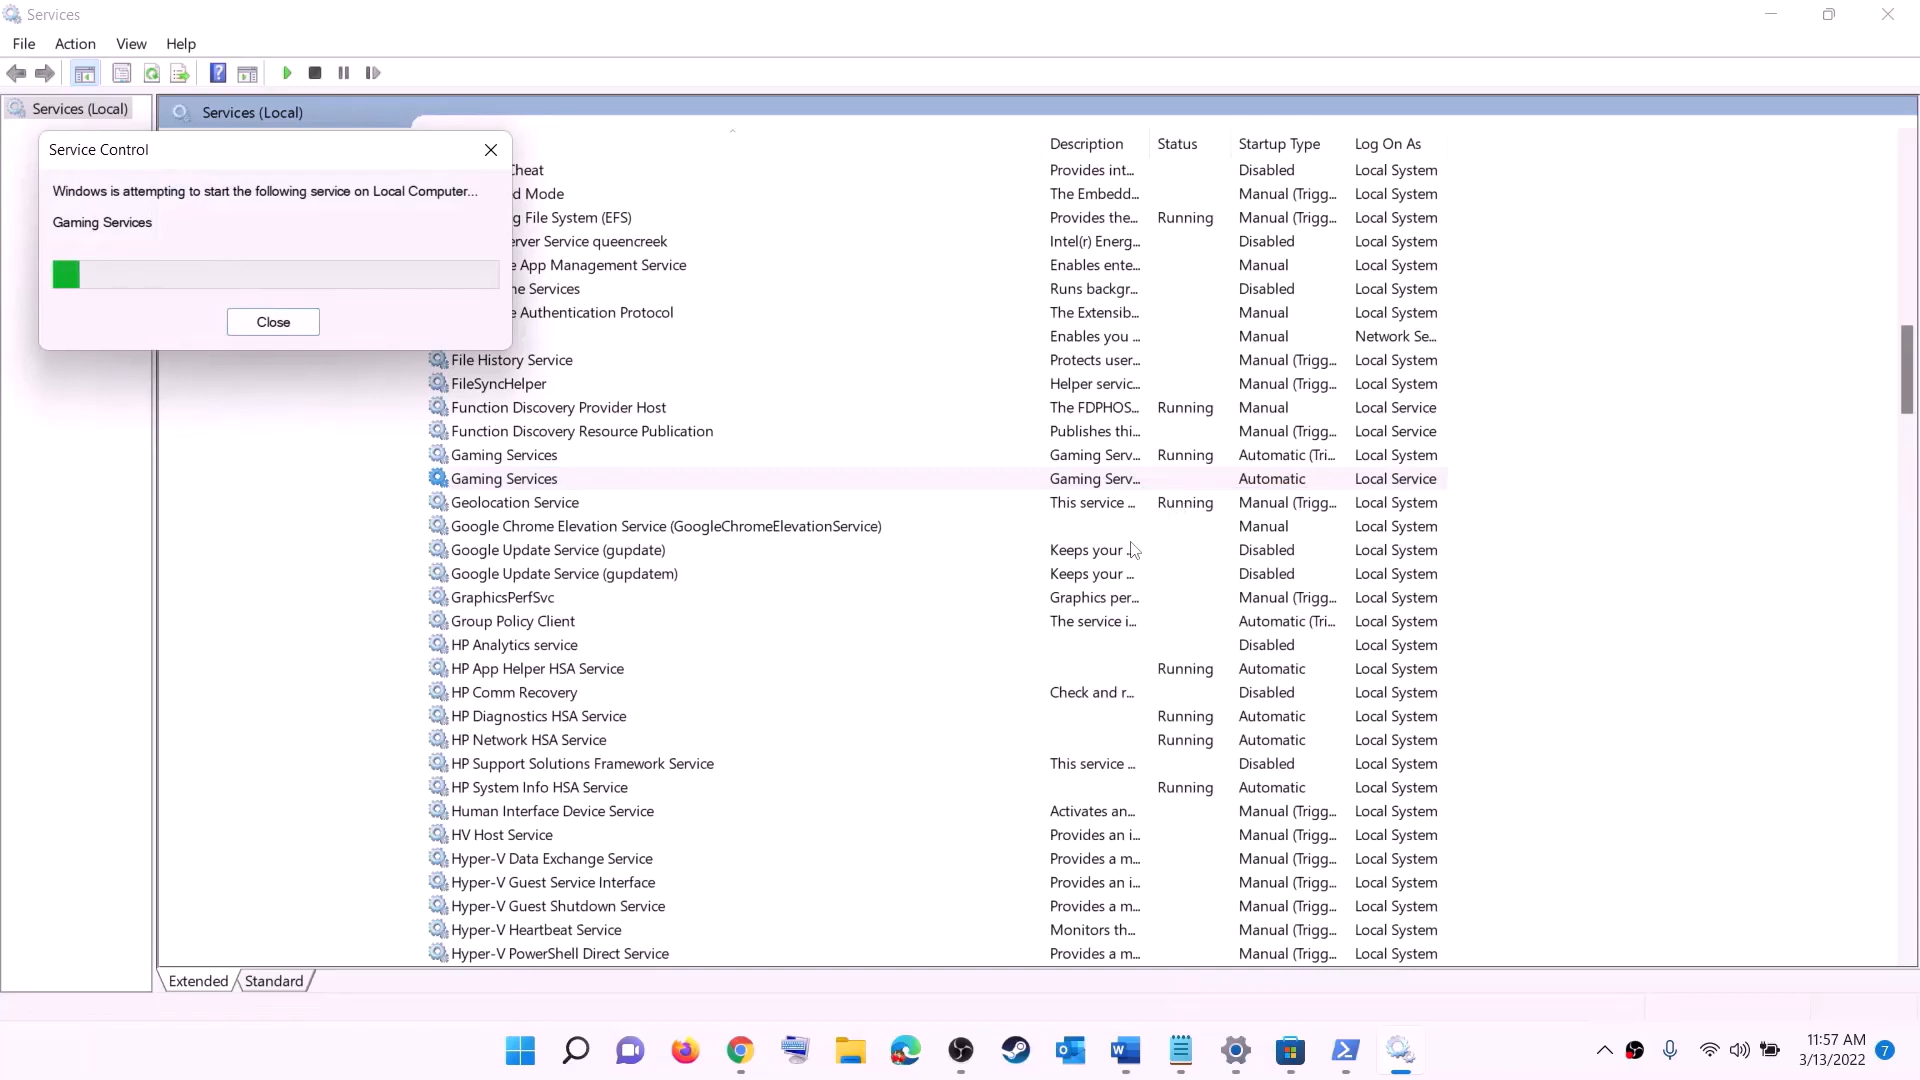 Services
File Action View Help
Services (Local)
Services (Local)
Service Control
Windows is attempting to start the following service on Local Computer...
Gaming Services
Close
Description Status Startup Type Log On As
Cheat Provides int... Disabled Local System
d Mode The Embedd... Manual (Trigg... Local System
g File System (EFS) Provides the... Running Manual (Trigg... Local System
erver Service queencreek Intel(r) Energ... Disabled Local System
e App Management Service Enables ente... Manual Local System
ne Services Runs backgr... Disabled Local System
e Authentication Protocol The Extensib... Manual Local System
Enables you ... Manual Network Se...
File History Service Protects user... Manual (Trigg... Local System
FileSyncHelper Helper servic... Manual (Trigg... Local System
Function Discovery Provider Host The FDPHOS... Running Manual Local Service
Function Discovery Resource Publication Publishes thi... Manual (Trigg... Local Service
Gaming Services Gaming Serv... Running Automatic (Tri... Local System
Gaming Services Gaming Serv... Automatic Local Service
Geolocation Service This service ... Running Manual (Trigg... Local System
Google Chrome Elevation Service (GoogleChromeElevationService) Manual Local System
Google Update Service (gupdate) Keeps your ... Disabled Local System
Google Update Service (gupdatem) Keeps your ... Disabled Local System
GraphicsPerfSvc Graphics per... Manual (Trigg... Local System
Group Policy Client The service i... Automatic (Tri... Local System
HP Analytics service Disabled Local System
HP App Helper HSA Service Running Automatic Local System
HP Comm Recovery Check and r... Disabled Local System
HP Diagnostics HSA Service Running Automatic Local System
HP Network HSA Service Running Automatic Local System
HP Support Solutions Framework Service This service ... Disabled Local System
HP System Info HSA Service Running Automatic Local System
Human Interface Device Service Activates an... Manual (Trigg... Local System
HV Host Service Provides an i... Manual (Trigg... Local System
Hyper-V Data Exchange Service Provides a m... Manual (Trigg... Local System
Hyper-V Guest Service Interface Provides an i... Manual (Trigg... Local System
Hyper-V Guest Shutdown Service Provides a m... Manual (Trigg... Local System
Hyper-V Heartbeat Service Monitors th... Manual (Trigg... Local System
Hyper-V PowerShell Direct Service Provides a m... Manual (Trigg... Local System
Extended Standard
11:57 AM
3/13/2022 7